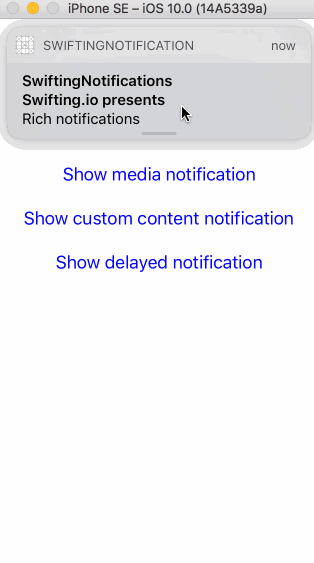 iPhone SE – iOS 10.0 (14A5339a)
SWIFTINGNOTIFICATION now
SwiftingNotifications
Swifting.io presents
Rich notifications
Show media notification
Show custom content notification
Show delayed notification